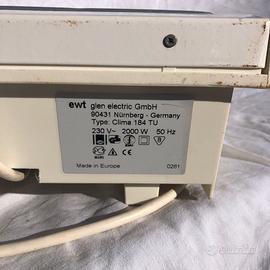 ewt glen electric GmbH
90431 Nürnberg - Germany
Type: Clima 184 TU
230 V~ 2000 W 50 Hz
Made in Europe 0261
subito